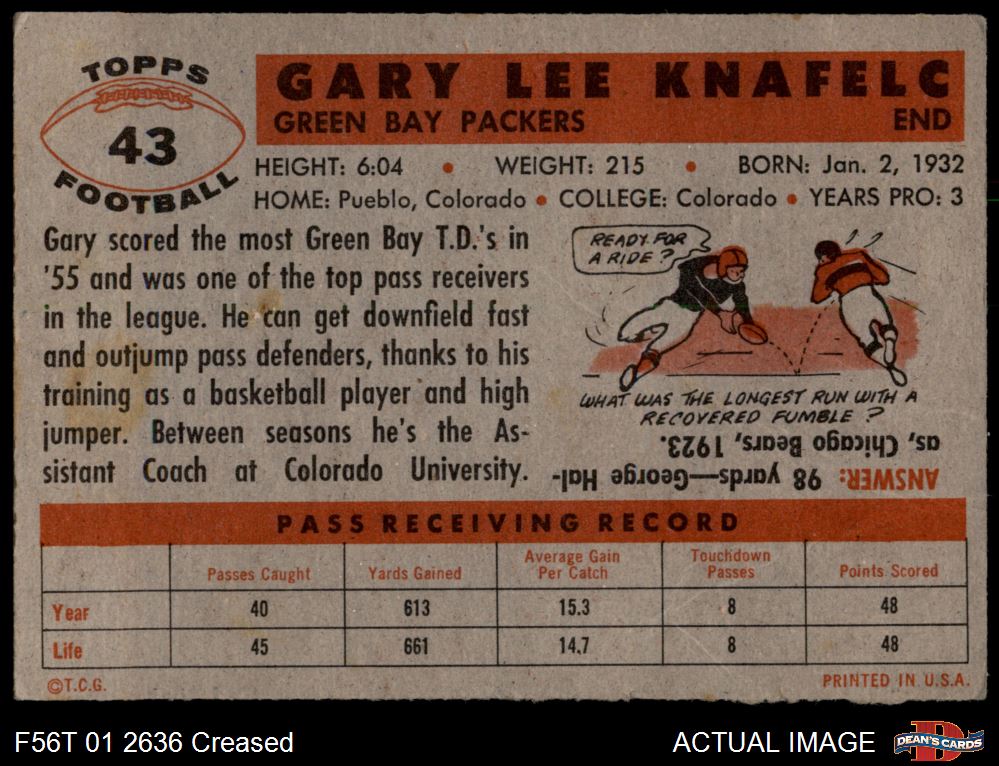 TOPPS
43
FOOTBALL
GARY LEE KNAFELC
GREEN BAY PACKERS END
HEIGHT: 6:04 • WEIGHT: 215 • BORN: Jan. 2, 1932
HOME: Pueblo, Colorado • COLLEGE: Colorado • YEARS PRO: 3
Gary scored the most Green Bay T.D.'s in
'55 and was one of the top pass receivers
in the league. He can get downfield fast
and outjump pass defenders, thanks to his
training as a basketball player and high
jumper. Between seasons he's the As-
sistant Coach at Colorado University.
READY FOR
A RIDE?
WHAT WAS THE LONGEST RUN WITH A
RECOVERED FUMBLE?
ANSWER: 98 yards—George Hal-
as, Chicago Bears, 1923.
PASS RECEIVING RECORD
Passes Caught Yards Gained Average Gain Per Catch Touchdown Passes Points Scored
Year 40 613 15.3 8 48
Life 45 661 14.7 8 48
©T.C.G. PRINTED IN U.S.A.
F56T 01 2636 Creased ACTUAL IMAGE
D
DEAN'S CARDS